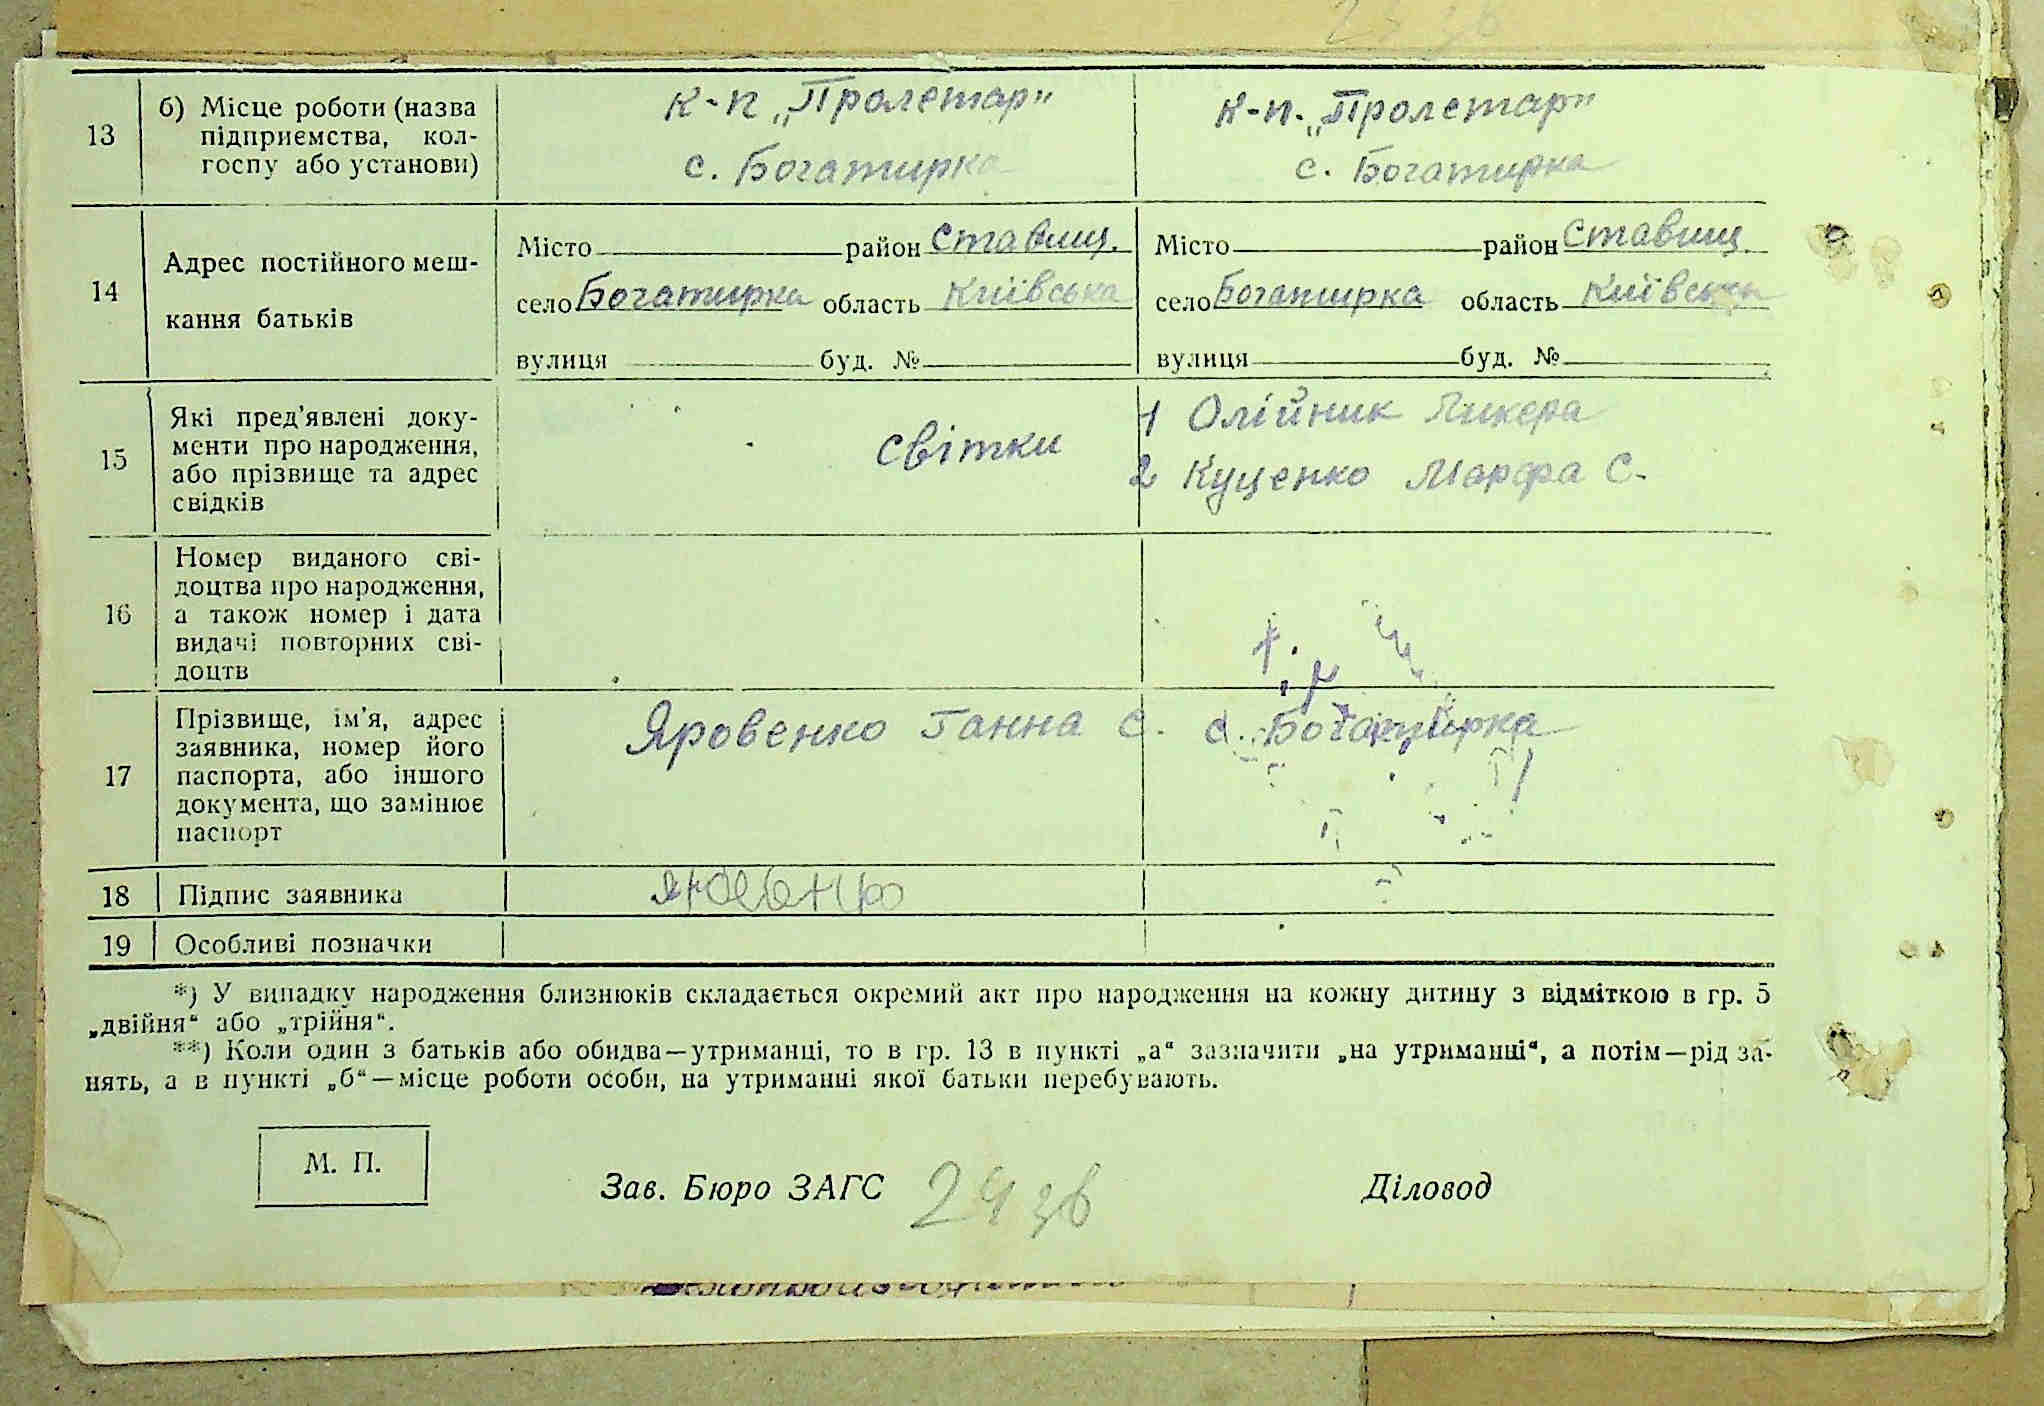 13
б) Місце роботи (назва
підприємства, кол-
госпу або установи)
к-п „Пролетар"
с. Богатирка
к-п. „Пролетар"
с. Богатирка
14
Адрес постійного меш-
кання батьків
Місто район Ставищ.
село Богатирка область Київська
вулиця буд. №
Місто район Ставищ.
село Богатирка область Київська
вулиця буд. №
15
Які пред'явлені доку-
менти про народження,
або прізвище та адрес
свідків
світки
1 Олійник Ликера
2 Куценко Марфа С.
16
Номер виданого сві-
доцтва про народження,
а також номер і дата
видачі повторних сві-
доцтв
17
Прізвище, ім'я, адрес
заявника, номер його
паспорта, або іншого
документа, що замінює
паспорт
Яровенко Ганна С. с. Богатирка
18 Підпис заявника
19 Особливі позначки
*) У випадку народження близнюків складається окремий акт про народження на кожну дитину з відміткою в гр. 5
„двійня“ або „трійня“.
**) Коли один з батьків або обидва—утриманці, то в гр. 13 в пункті „а“ зазначити „на утриманні“, а потім—рід за-
нять, а в пункті „б“—місце роботи особи, на утриманні якої батьки перебувають.
М. П.
Зав. Бюро ЗАГС
24 зв
Діловод